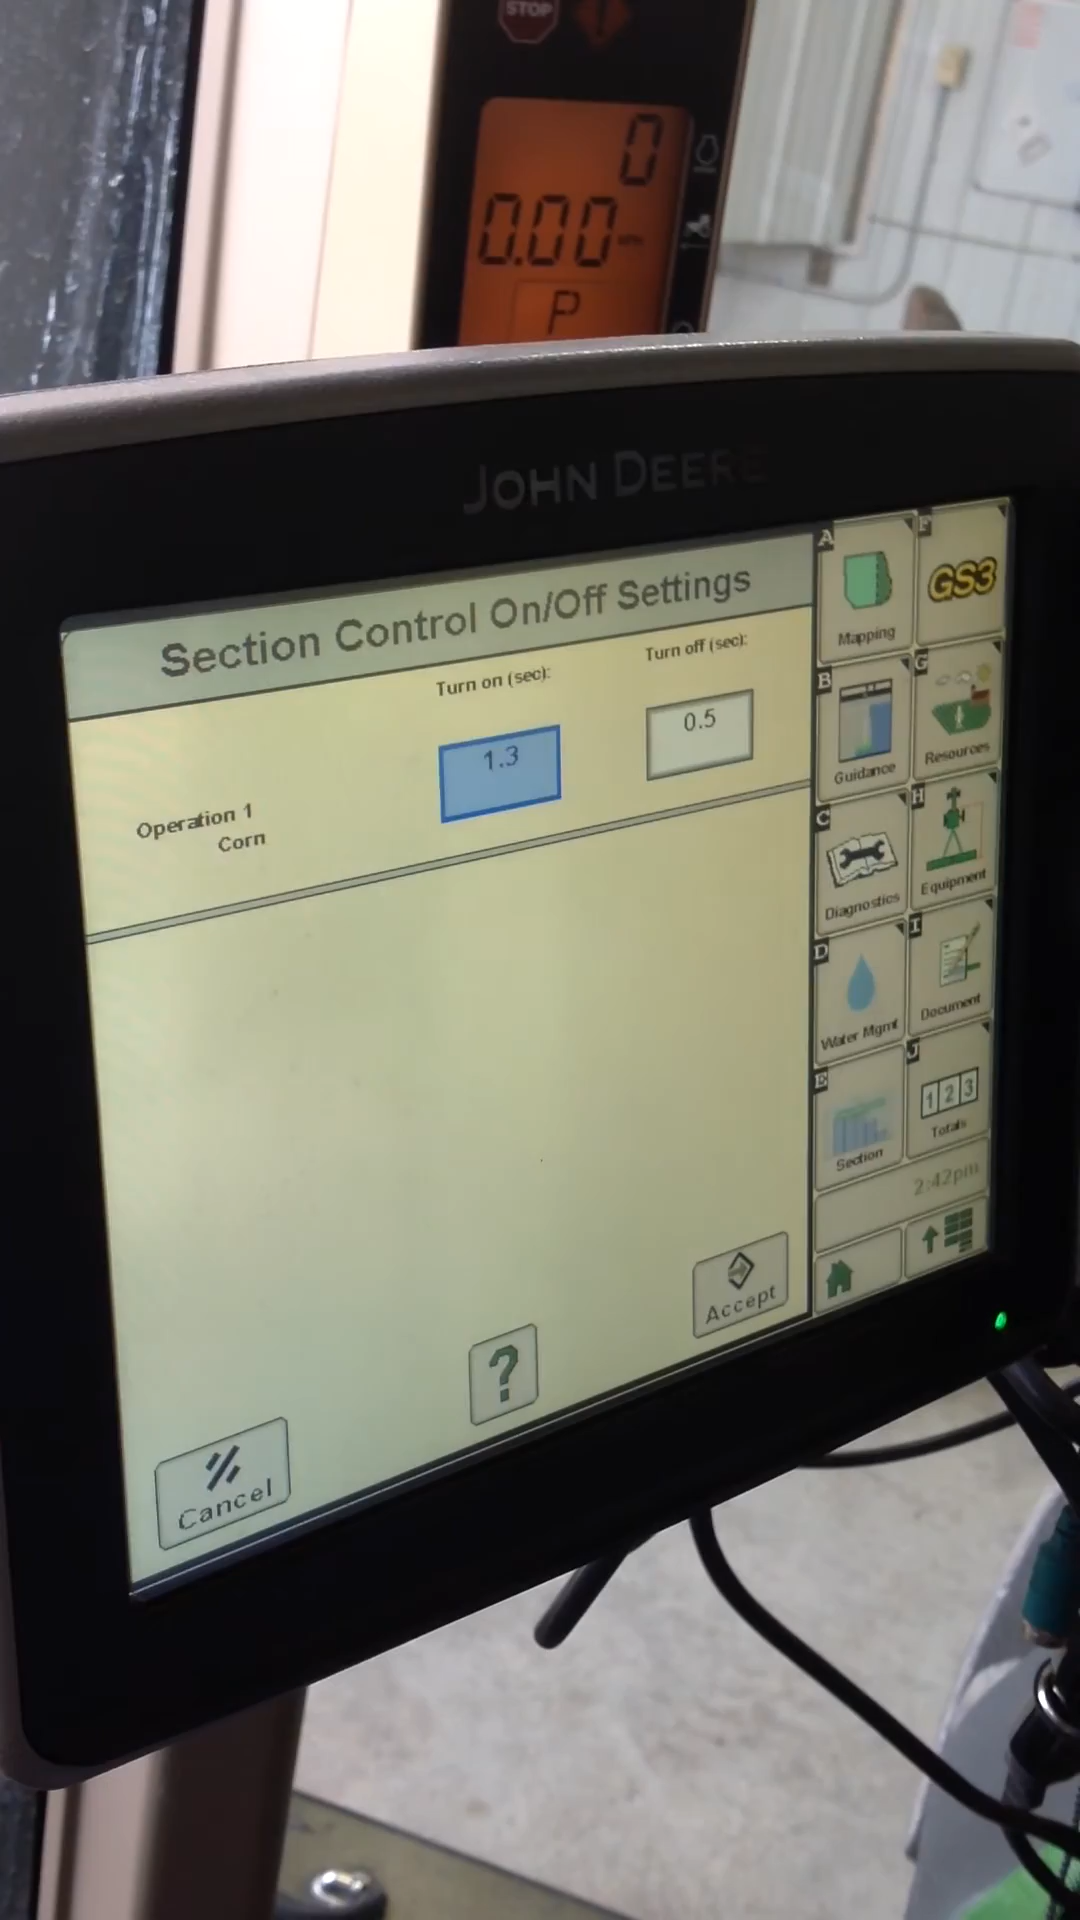 STOP
0
0.00
P
JOHN DEERE
Section Control On/Off Settings
Turn on (sec):
Turn off (sec):
1.3
0.5
Operation 1
Corn
Cancel
?
Accept
A
Mapping
F
GS3
B
Guidance
G
Resources
C
Diagnostics
H
Equipment
D
Water Mgmt
I
Document
E
Section
J
1 2 3
Totals
2:42pm